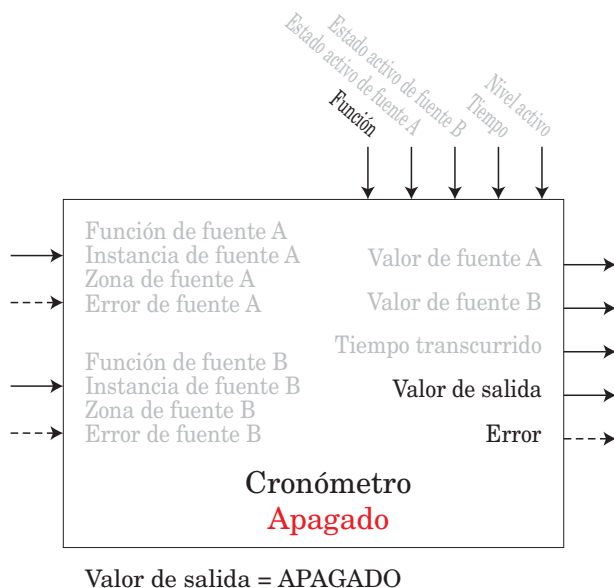 Función
Estado activo de fuente A
Estado activo de fuente B
Tiempo
Nivel activo
Función de fuente A
Instancia de fuente A
Zona de fuente A
Error de fuente A
Función de fuente B
Instancia de fuente B
Zona de fuente B
Error de fuente B
Valor de fuente A
Valor de fuente B
Tiempo transcurrido
Valor de salida
Error
Cronómetro
Apagado
Valor de salida = APAGADO